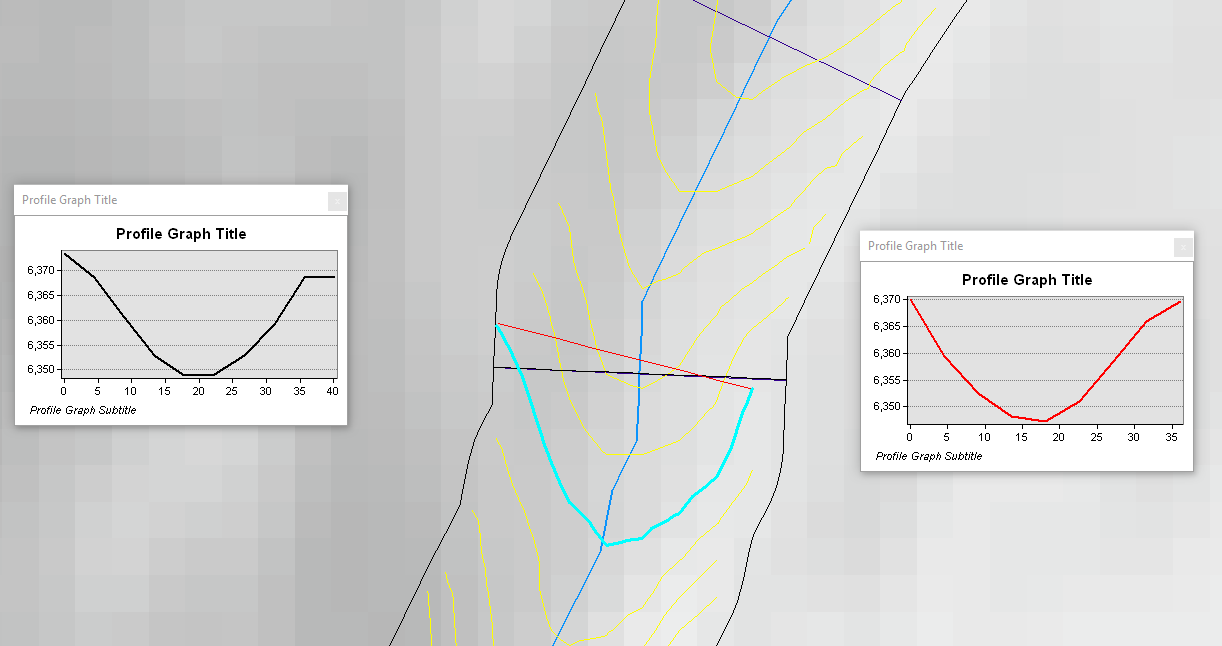 Profile Graph Title
Profile Graph Title
6,370
6,365
6,360
6,355
6,350
0 5 10 15 20 25 30 35 40
Profile Graph Subtitle
Profile Graph Title
Profile Graph Title
6,370
6,365
6,360
6,355
6,350
0 5 10 15 20 25 30 35
Profile Graph Subtitle